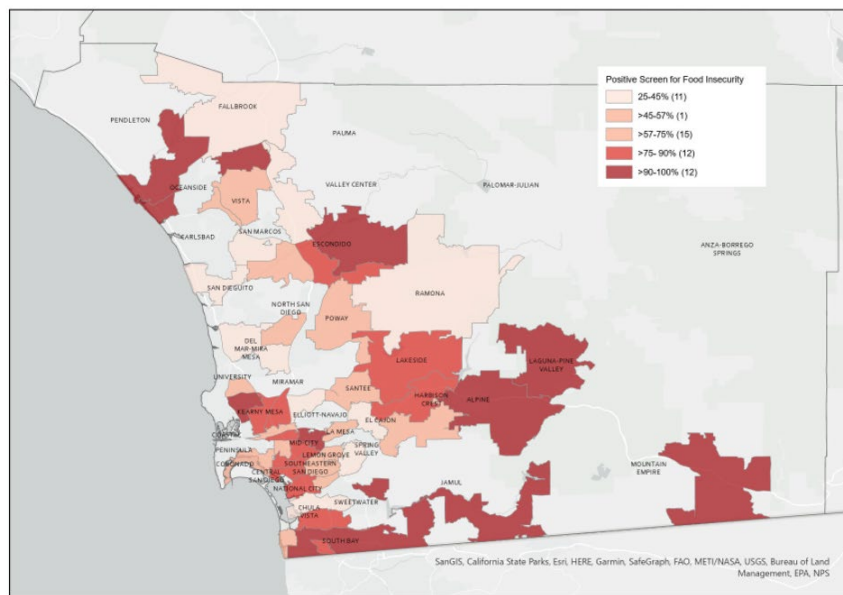 Positive Screen for Food Insecurity
25-45% (11)
>45-57% (1)
>57-75% (15)
>75- 90% (12)
>90-100% (12)
FALLBROOK
PENDLETON
PAUMA
OCEANSIDE
VALLEY CENTER
PALOMAR-JULIAN
VISTA
CARLSBAD
SAN MARCOS
ESCONDIDO
ANZA-BORREGO
SPRINGS
SAN DIEGUITO
RAMONA
NORTH SAN
DIEGO
POWAY
DEL
MAR-MIRA
MESA
LAKESIDE
LAGUNA-PINE
VALLEY
UNIVERSITY
MIRAMAR
SANTEE
HARBISON
CREST
ALPINE
KEARNY MESA
ELLIOTT-NAVAJO
EL CAJON
COASTAL
LA MESA
MID-CITY
PENINSULA
LEMON GROVE
SPRING
VALLEY
CORONADO
CENTRAL
SAN DIEGO
SOUTHEASTERN
SAN DIEGO
NATIONAL CITY
JAMUL
MOUNTAIN
EMPIRE
SWEETWATER
CHULA
VISTA
SOUTH BAY
SanGIS, California State Parks, Esri, HERE, Garmin, SafeGraph, FAO, METI/NASA, USGS, Bureau of Land
Management, EPA, NPS